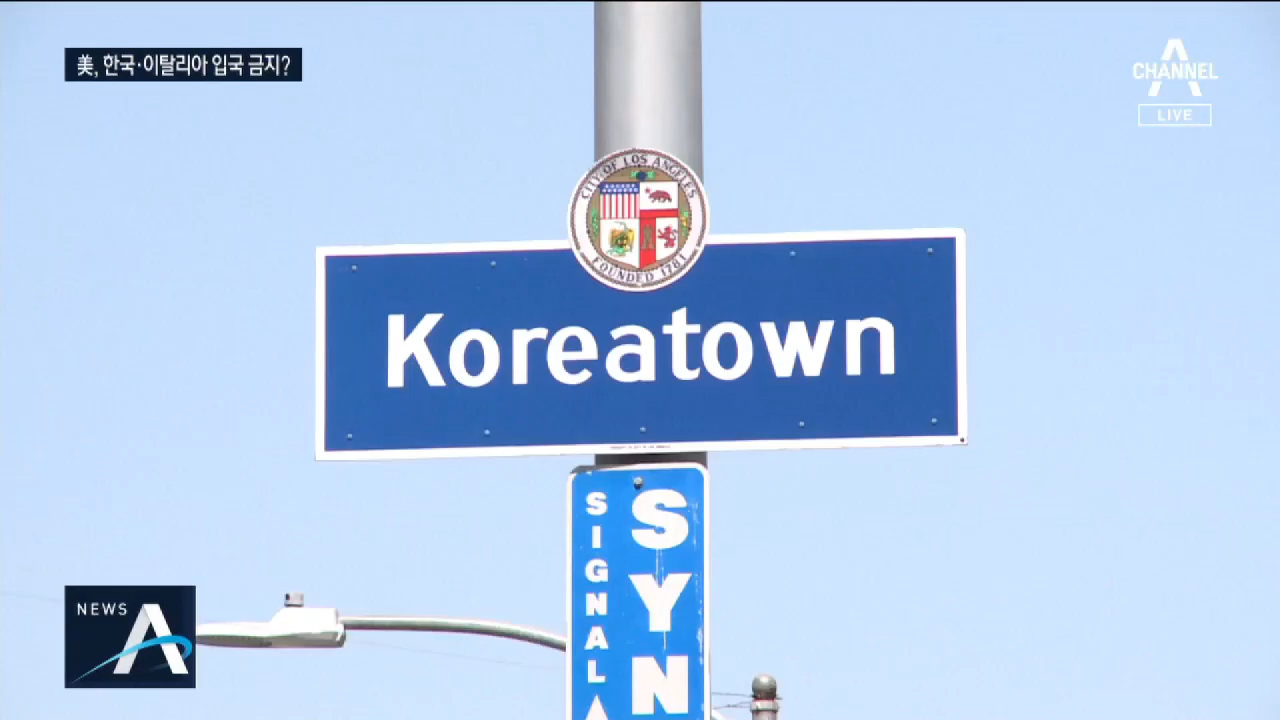 美, 한국·이탈리아 입국 금지?
CHANNEL
LIVE
CITY OF LOS ANGELES
FOUNDED 1781
Koreatown
SIGNAL
SYN
NEWS A